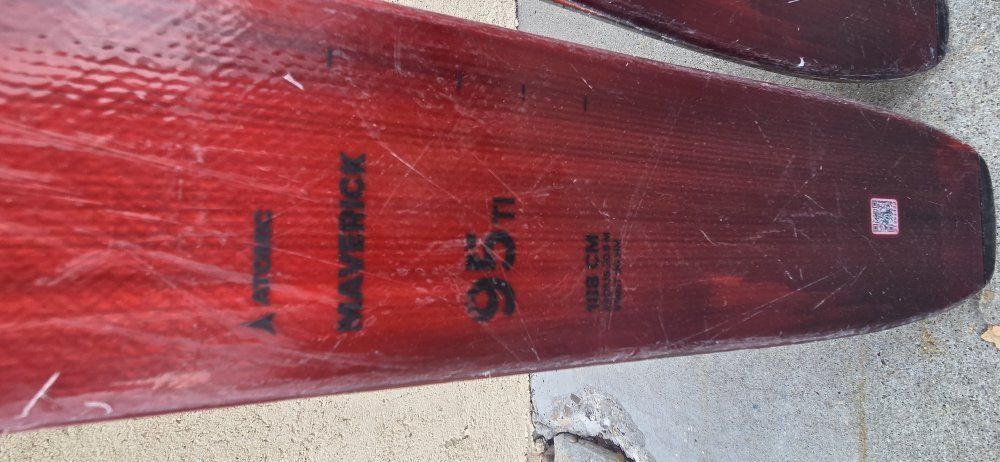 ATOMIC
MAVERICK
95 TI
188 CM